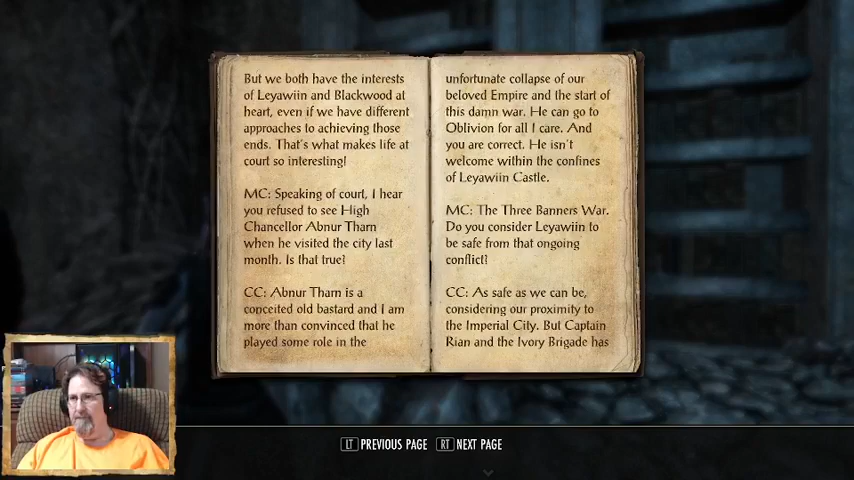 But we both have the interests
of Leyawiin and Blackwood at
heart, even if we have different
approaches to achieving those
ends. That's what makes life at
court so interesting!
MC: Speaking of court, I hear
you refused to see High
Chancellor Abnur Tharn
when he visited the city last
month. Is that true?
CC: Abnur Tharn is a
conceited old bastard and I am
more than convinced that he
played some role in the
unfortunate collapse of our
beloved Empire and the start of
this damn war. He can go to
Oblivion for all I care. And
you are correct. He isn't
welcome within the confines
of Leyawiin Castle.
MC: The Three Banners War.
Do you consider Leyawiin to
be safe from that ongoing
conflict?
CC: As safe as we can be,
considering our proximity to
the Imperial City. But Captain
Rian and the Ivory Brigade has
LT PREVIOUS PAGE RT NEXT PAGE